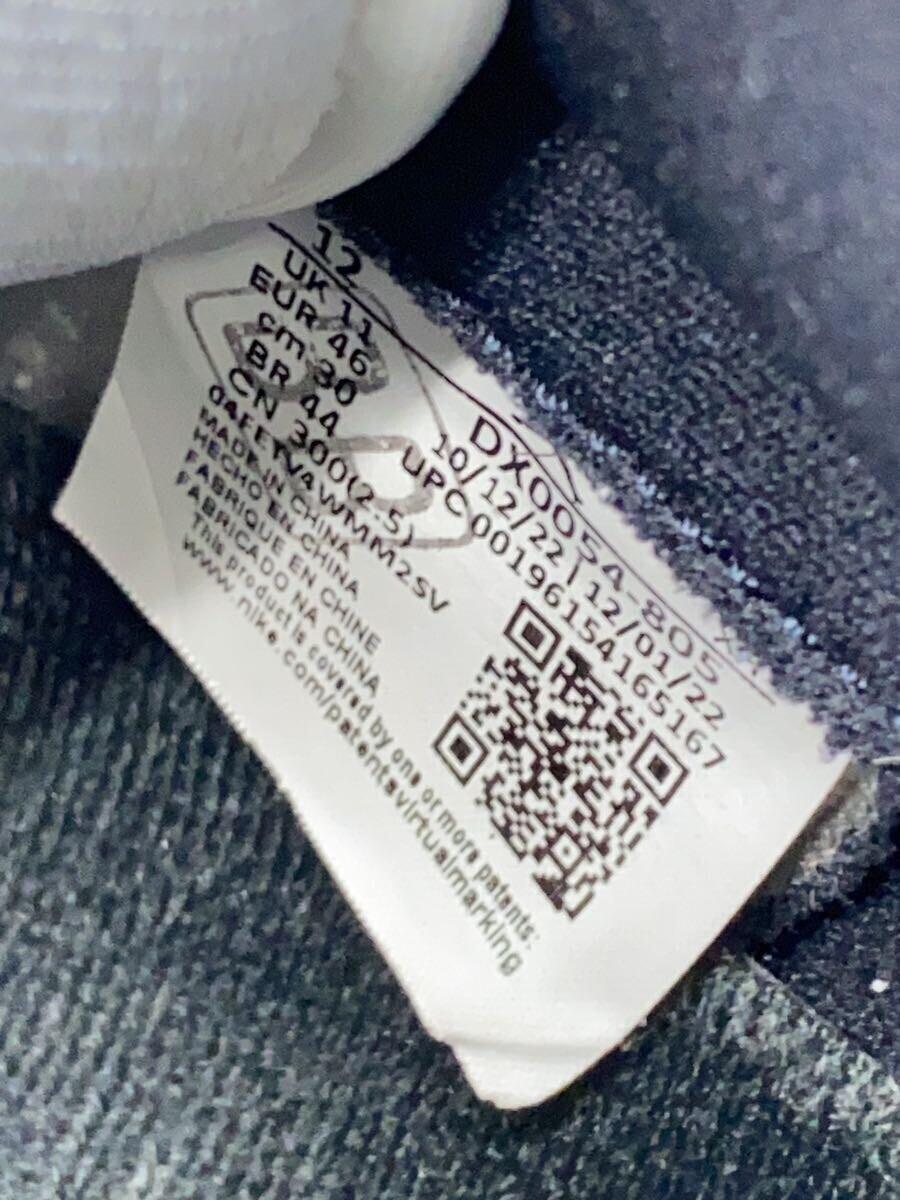 12
UK 11
EUR 46
cm 30
BR 44
CN 300(2.5)
04FETV4WMM2SV
MADE IN CHINA
HECHO EN CHINA
FABRIQUE EN CHINE
FABRICADO NA CHINA
This product is covered by one or more patents:
www.nike.com/patentsvirtualmarking
DX0054-805
10/12/22 | 12/01/22
UPC 00196154165167